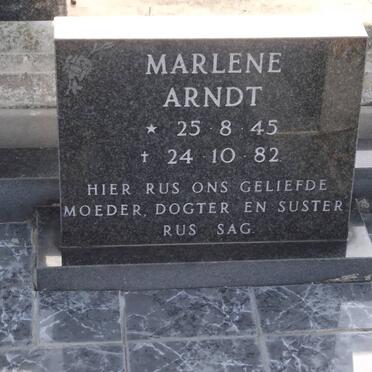 MARLENE
ARNDT
★ 25·8·45
† 24·10·82
HIER RUS ONS GELIEFDE
MOEDER, DOGTER EN SUSTER
RUS SAG.